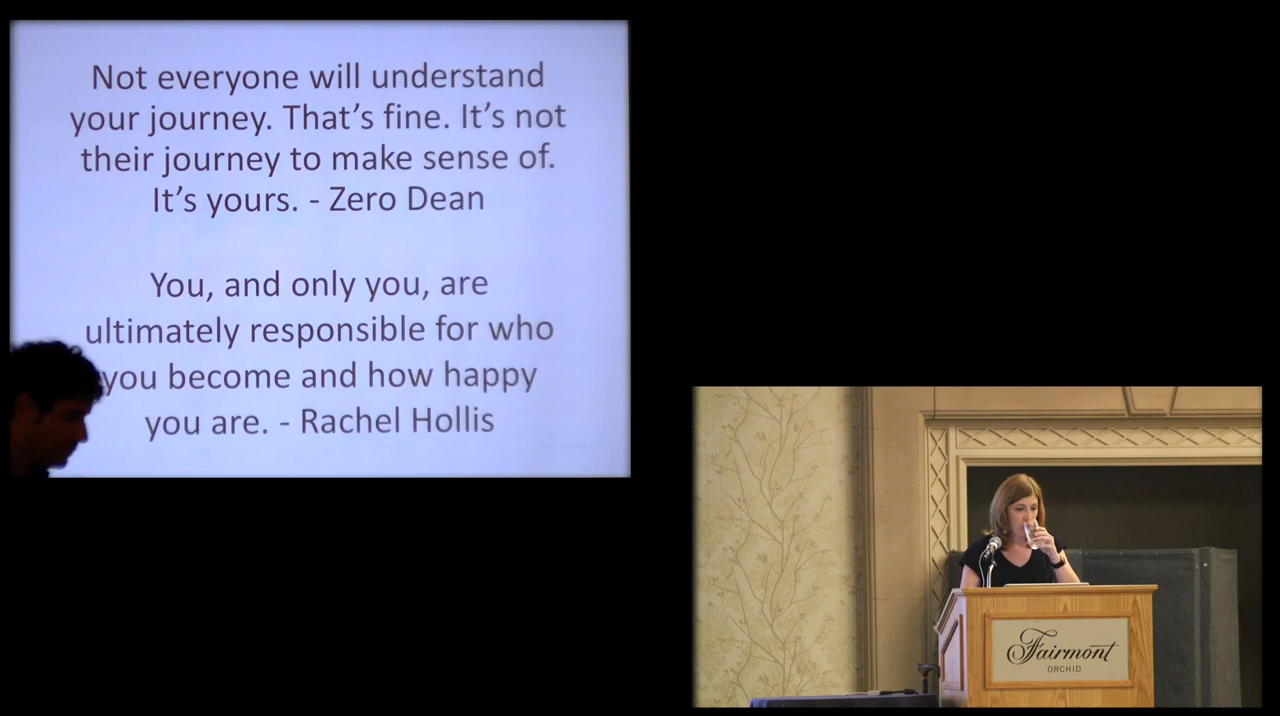 Not everyone will understand
your journey. That's fine. It's not
their journey to make sense of.
It's yours. - Zero Dean
You, and only you, are
ultimately responsible for who
you become and how happy
you are. - Rachel Hollis
Fairmont
ORCHID